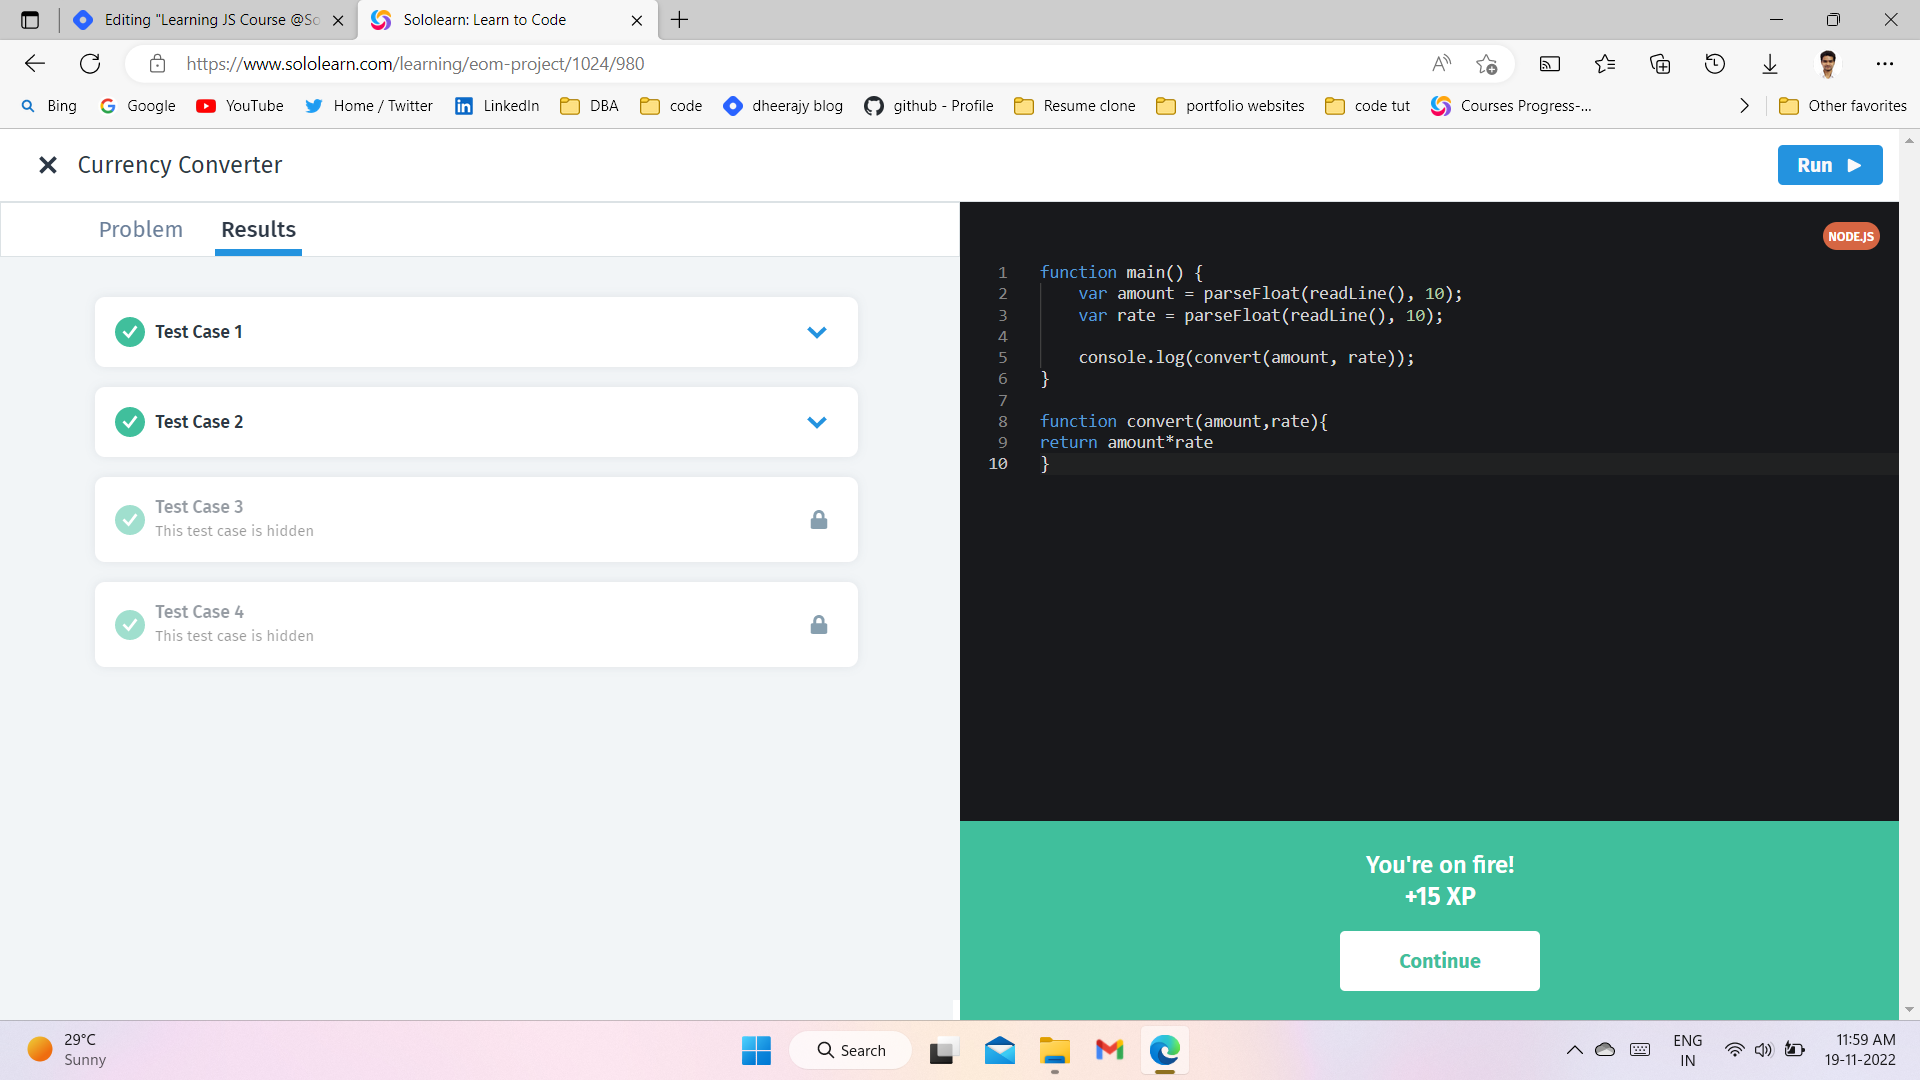 Editing "Learning JS Course @So
Sololearn: Learn to Code
https://www.sololearn.com/learning/eom-project/1024/980
Bing
Google
YouTube
Home / Twitter
LinkedIn
DBA
code
dheerajy blog
github - Profile
Resume clone
portfolio websites
code tut
Courses Progress-...
Other favorites
Currency Converter
Run
Problem
Results
Test Case 1
Test Case 2
Test Case 3
This test case is hidden
Test Case 4
This test case is hidden
NODE.JS
1 function main() {
2 var amount = parseFloat(readLine(), 10);
3 var rate = parseFloat(readLine(), 10);
4
5 console.log(convert(amount, rate));
6 }
7
8 function convert(amount,rate){
9 return amount*rate
10 }
You're on fire!
+15 XP
Continue
29°C
Sunny
Search
ENG
IN
11:59 AM
19-11-2022